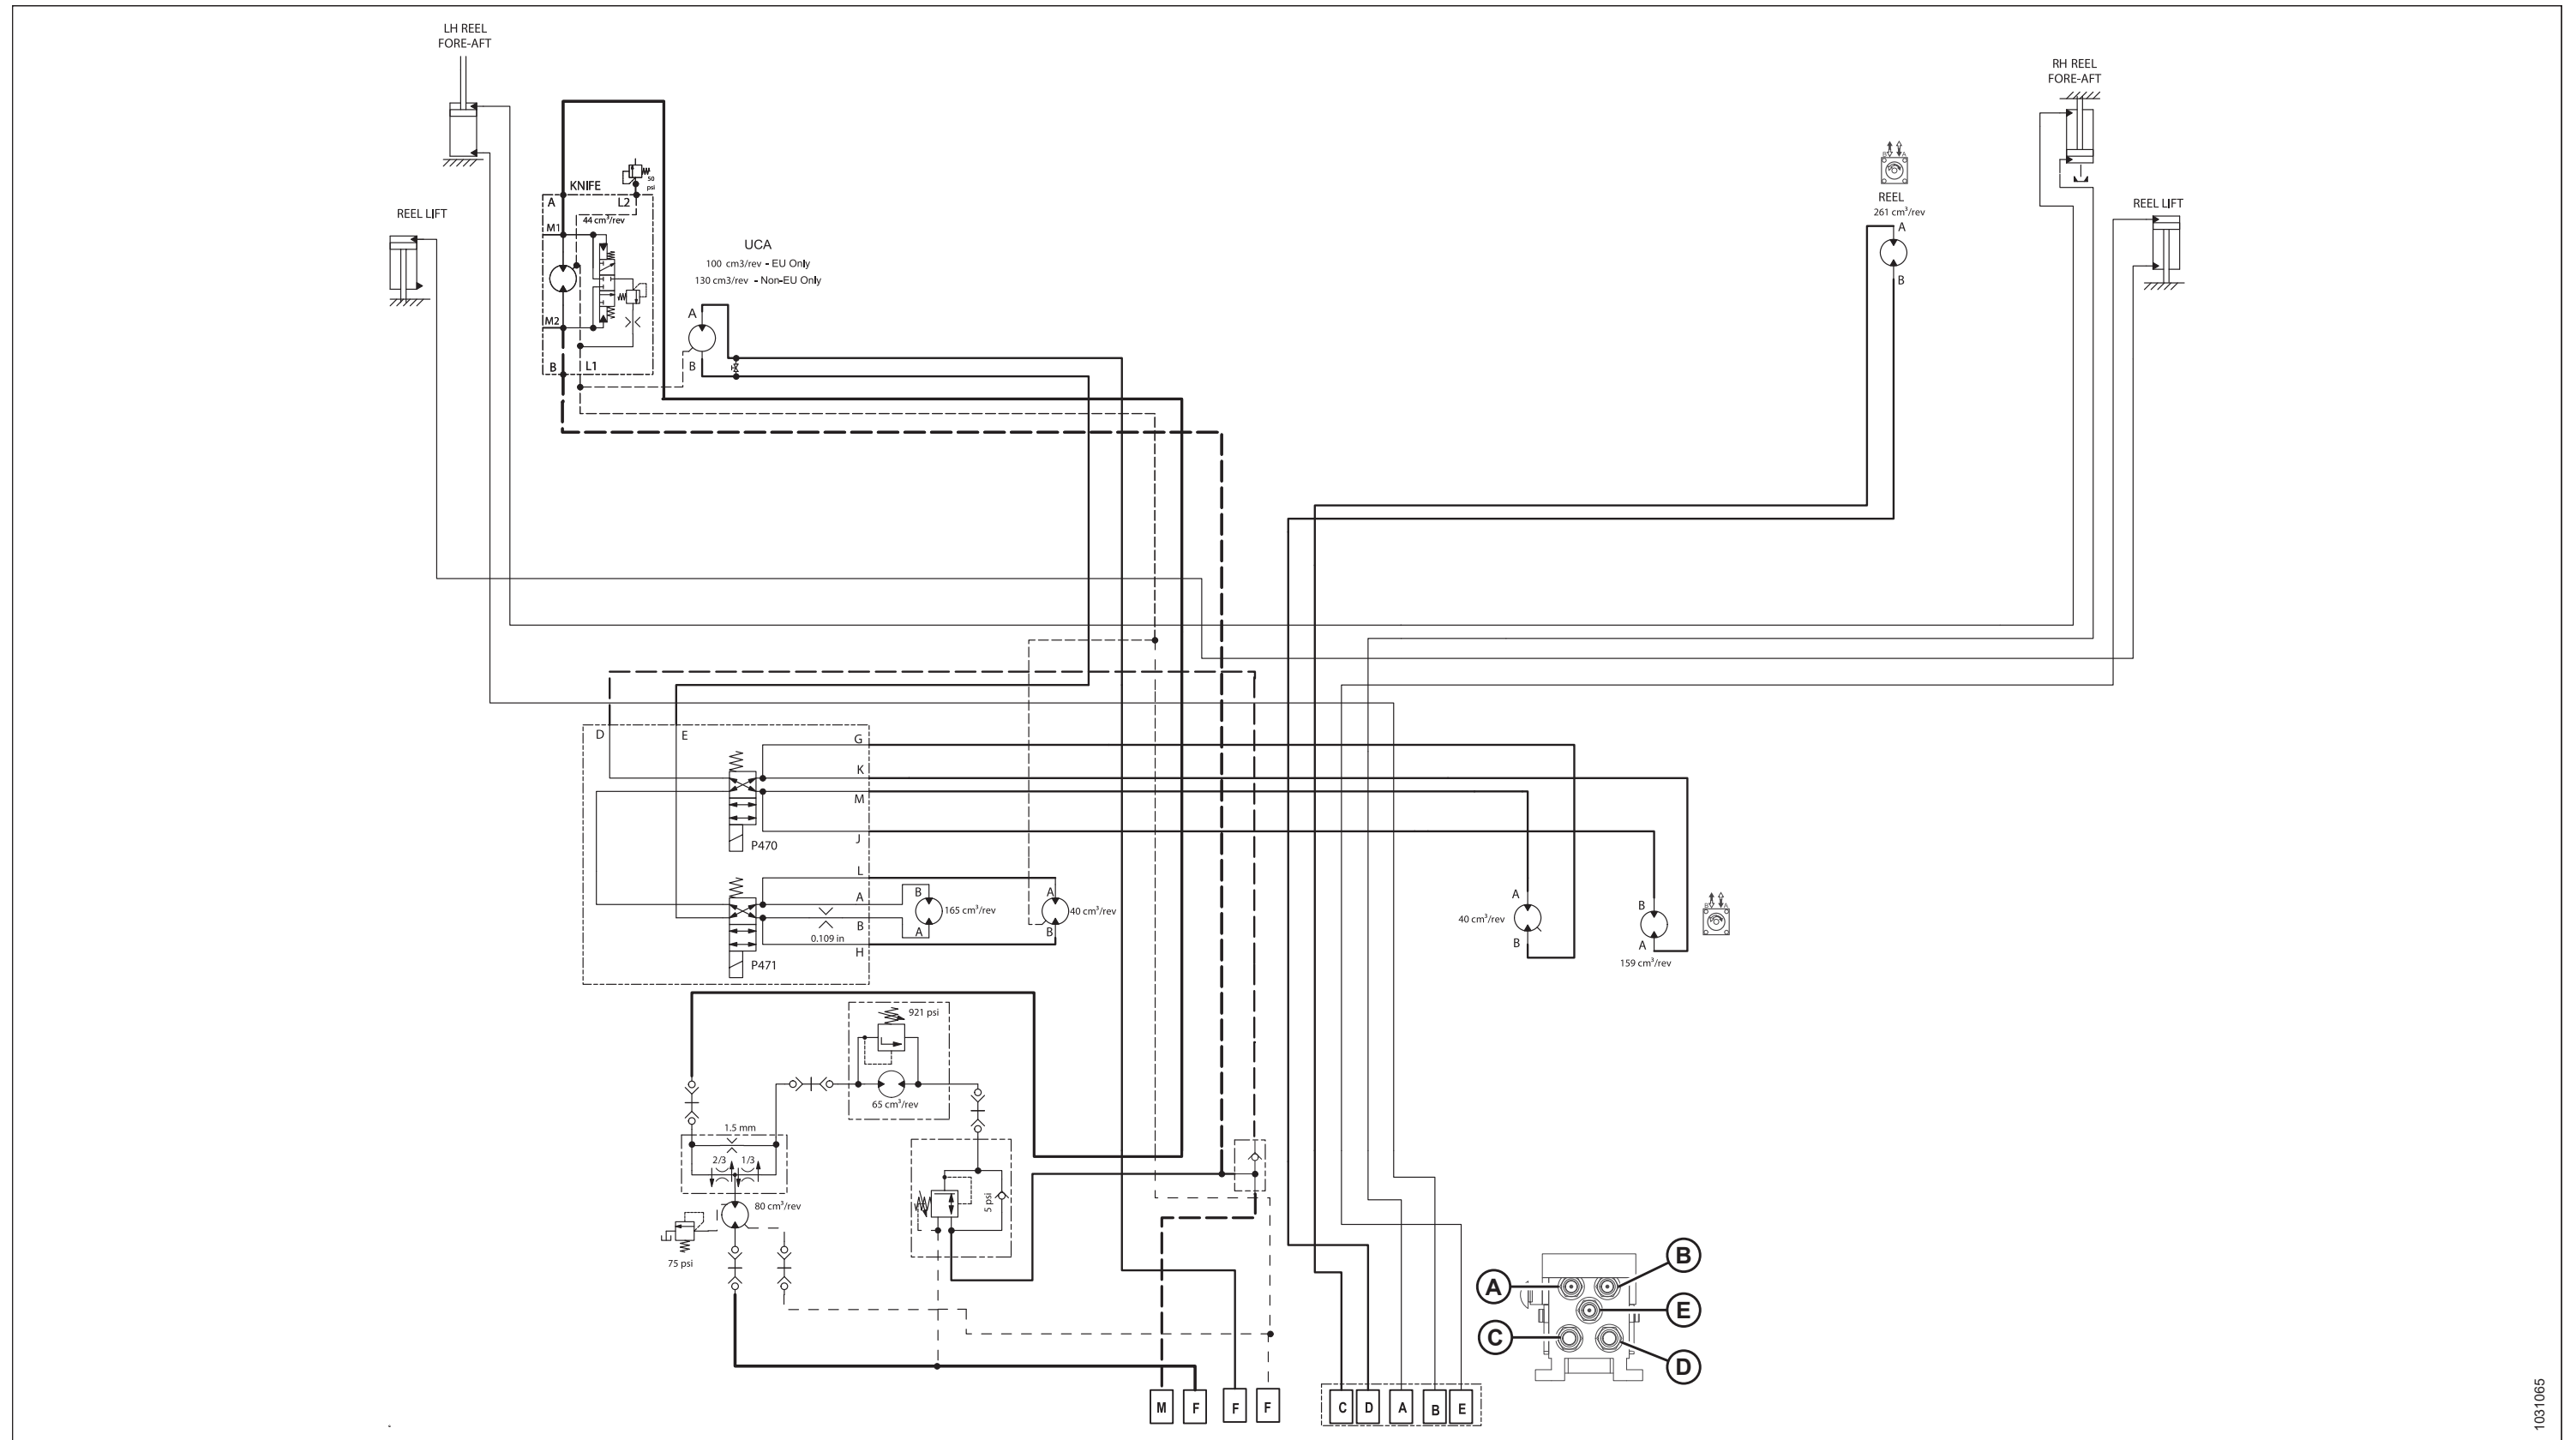 LH REEL
FORE-AFT
RH REEL
FORE-AFT
KNIFE
50
psi
A
L2
44 cm³/rev
M1
M2
B
L1
REEL LIFT
REEL LIFT
UCA
100 cm3/rev - EU Only
130 cm3/rev - Non-EU Only
A
B
B A
REEL
261 cm³/rev
A
B
D
E
G
K
M
J
P470
L
A
B
H
0.109 in
P471
B
A
165 cm³/rev
A
B
40 cm³/rev
A
B
40 cm³/rev
B
A
159 cm³/rev
B A
921 psi
65 cm³/rev
1.5 mm
2/3
1/3
80 cm³/rev
75 psi
5 psi
M
F
F
F
C
D
A
B
E
A
B
E
C
D
1031065